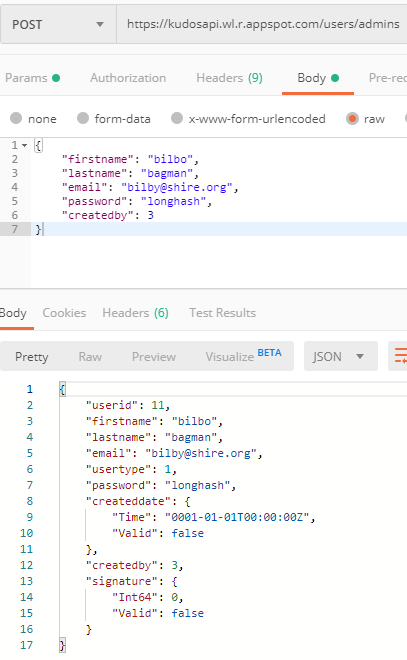 POST https://kudosapi.wl.r.appspot.com/users/admins
Params Authorization Headers (9) Body Pre-rec
none form-data x-www-form-urlencoded raw
1 {
2 "firstname": "bilbo",
3 "lastname": "bagman",
4 "email": "bilby@shire.org",
5 "password": "longhash",
6 "createdby": 3
7 }
Body Cookies Headers (6) Test Results
Pretty Raw Preview Visualize BETA JSON
1 {
2 "userid": 11,
3 "firstname": "bilbo",
4 "lastname": "bagman",
5 "email": "bilby@shire.org",
6 "usertype": 1,
7 "password": "longhash",
8 "createddate": {
9 "Time": "0001-01-01T00:00:00Z",
10 "Valid": false
11 },
12 "createdby": 3,
13 "signature": {
14 "Int64": 0,
15 "Valid": false
16 }
17 }